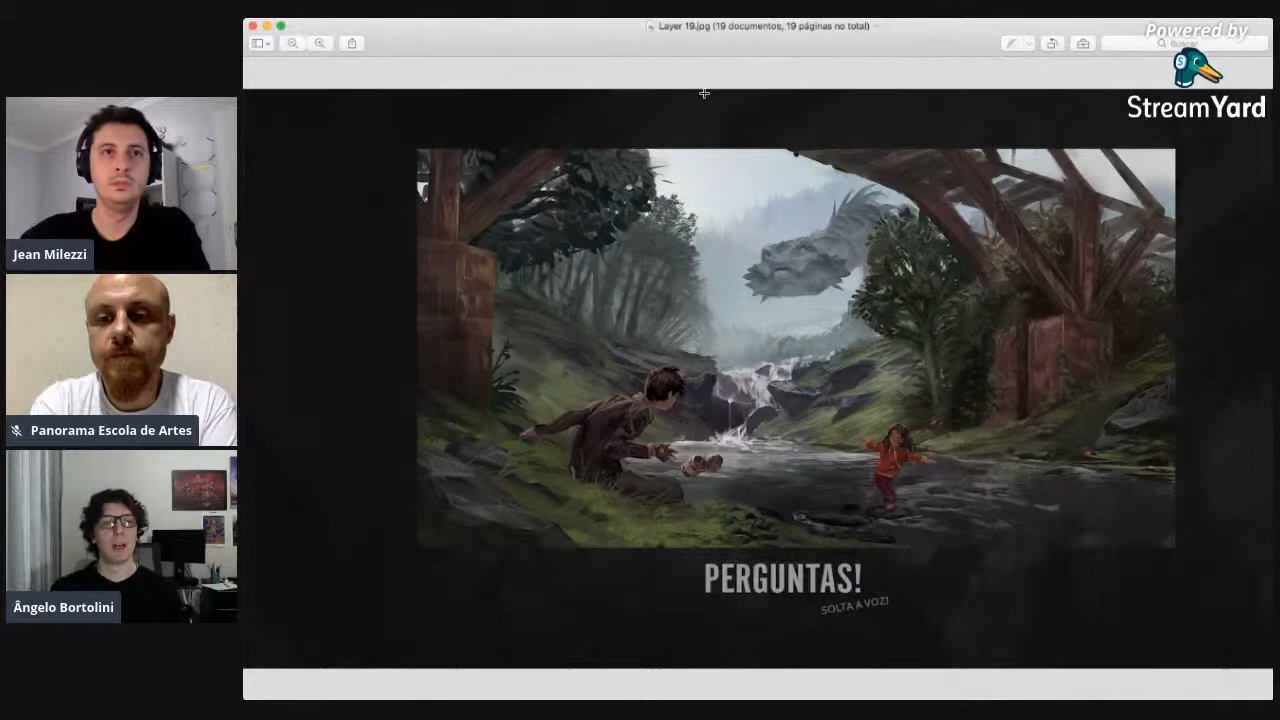 Layer 19.jpg (19 documentos, 19 páginas no total)
Buscar
Powered by
StreamYard
Jean Milezzi
Panorama Escola de Artes
Ângelo Bortolini
PERGUNTAS!
SOLTA A VOZ!